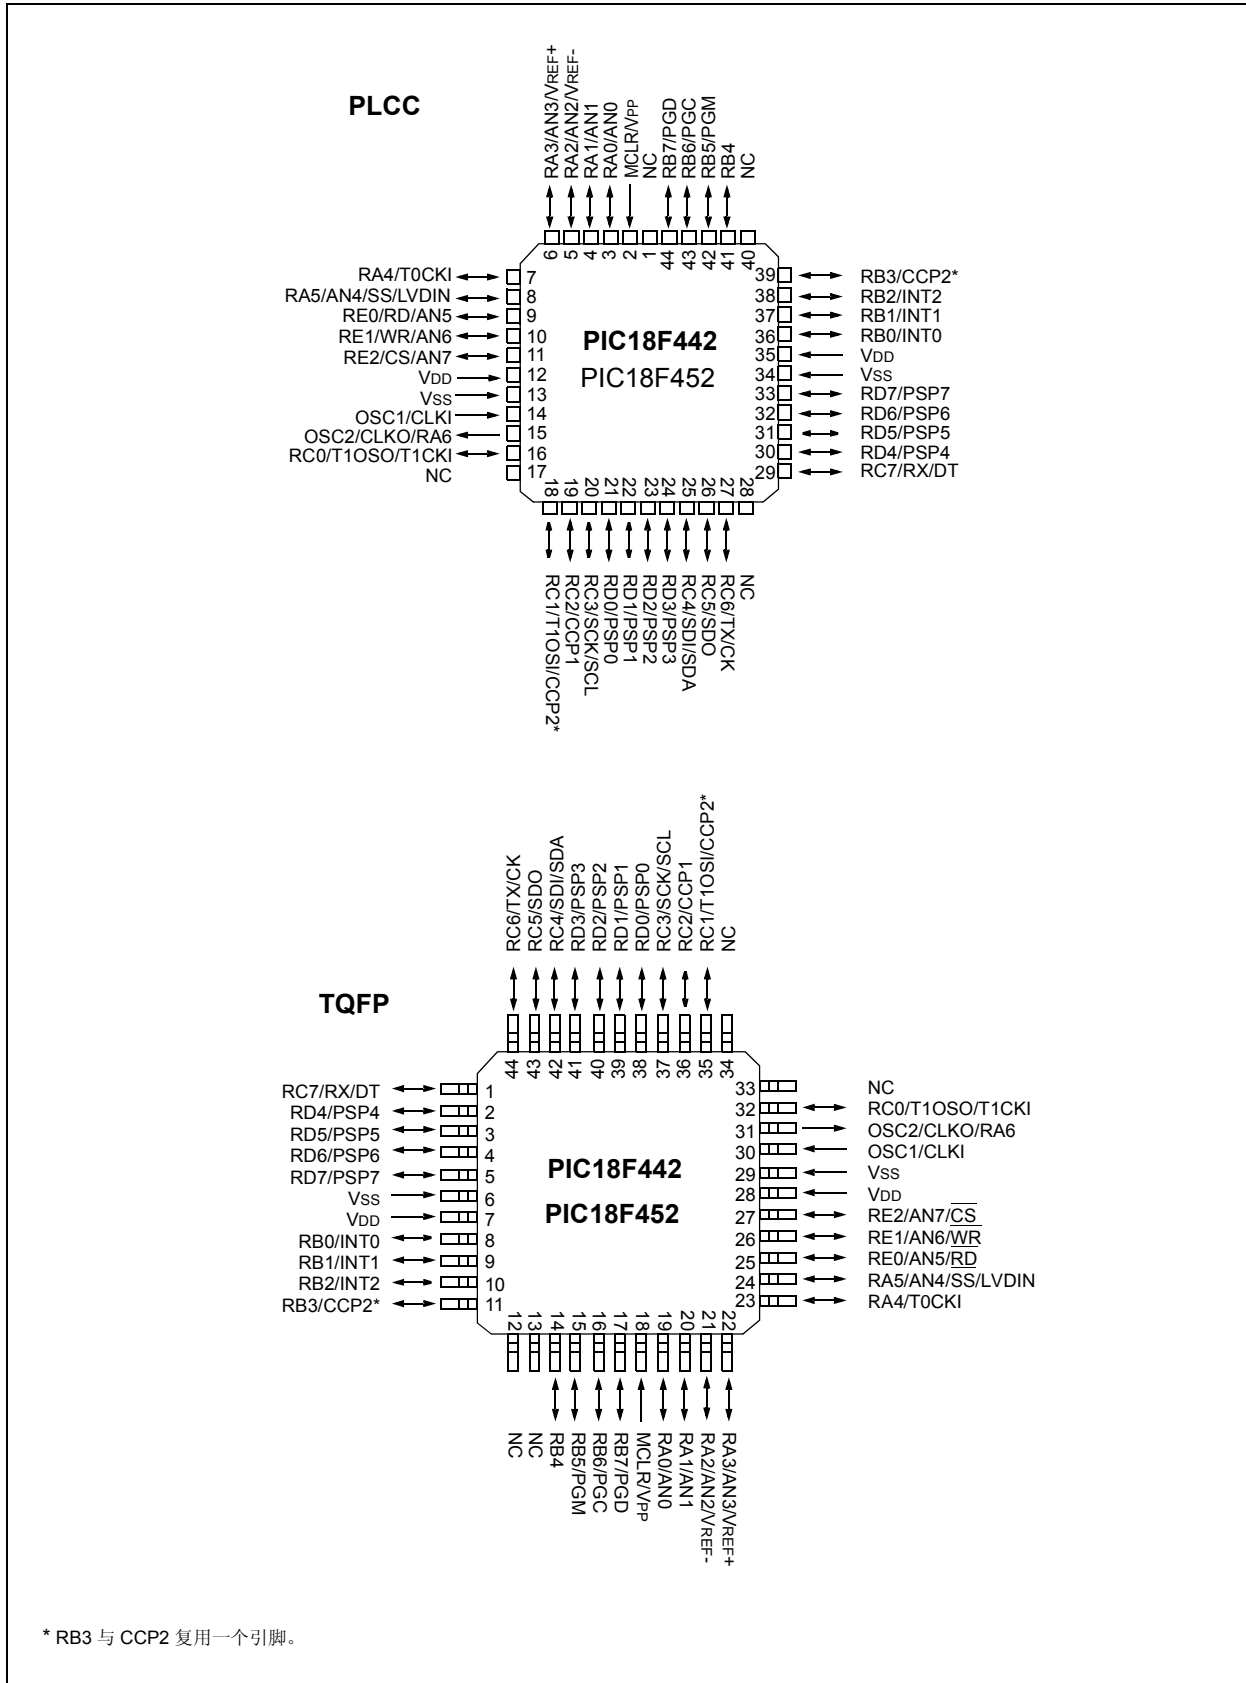 PLCC
RA3/AN3/VREF+
RA2/AN2/VREF-
RA1/AN1
RA0/AN0
MCLR/VPP
NC
RB7/PGD
RB6/PGC
RB5/PGM
RB4
NC
6
5
4
3
2
1
44
43
42
41
40
RA4/T0CKI 7
RA5/AN4/SS/LVDIN 8
RE0/RD/AN5 9
RE1/WR/AN6 10
RE2/CS/AN7 11
VDD 12
VSS 13
OSC1/CLKI 14
OSC2/CLKO/RA6 15
RC0/T1OSO/T1CKI 16
NC 17
PIC18F442
PIC18F452
39 RB3/CCP2*
38 RB2/INT2
37 RB1/INT1
36 RB0/INT0
35 VDD
34 VSS
33 RD7/PSP7
32 RD6/PSP6
31 RD5/PSP5
30 RD4/PSP4
29 RC7/RX/DT
18
19
20
21
22
23
24
25
26
27
28
RC1/T1OSI/CCP2*
RC2/CCP1
RC3/SCK/SCL
RD0/PSP0
RD1/PSP1
RD2/PSP2
RD3/PSP3
RC4/SDI/SDA
RC5/SDO
RC6/TX/CK
NC
TQFP
RC6/TX/CK
RC5/SDO
RC4/SDI/SDA
RD3/PSP3
RD2/PSP2
RD1/PSP1
RD0/PSP0
RC3/SCK/SCL
RC2/CCP1
RC1/T1OSI/CCP2*
NC
44
43
42
41
40
39
38
37
36
35
34
RC7/RX/DT 1
RD4/PSP4 2
RD5/PSP5 3
RD6/PSP6 4
RD7/PSP7 5
VSS 6
VDD 7
RB0/INT0 8
RB1/INT1 9
RB2/INT2 10
RB3/CCP2* 11
PIC18F442
PIC18F452
33 NC
32 RC0/T1OSO/T1CKI
31 OSC2/CLKO/RA6
30 OSC1/CLKI
29 VSS
28 VDD
27 RE2/AN7/CS
26 RE1/AN6/WR
25 RE0/AN5/RD
24 RA5/AN4/SS/LVDIN
23 RA4/T0CKI
12
13
14
15
16
17
18
19
20
21
22
NC
NC
RB4
RB5/PGM
RB6/PGC
RB7/PGD
MCLR/VPP
RA0/AN0
RA1/AN1
RA2/AN2/VREF-
RA3/AN3/VREF+
* RB3 与 CCP2 复用一个引脚。